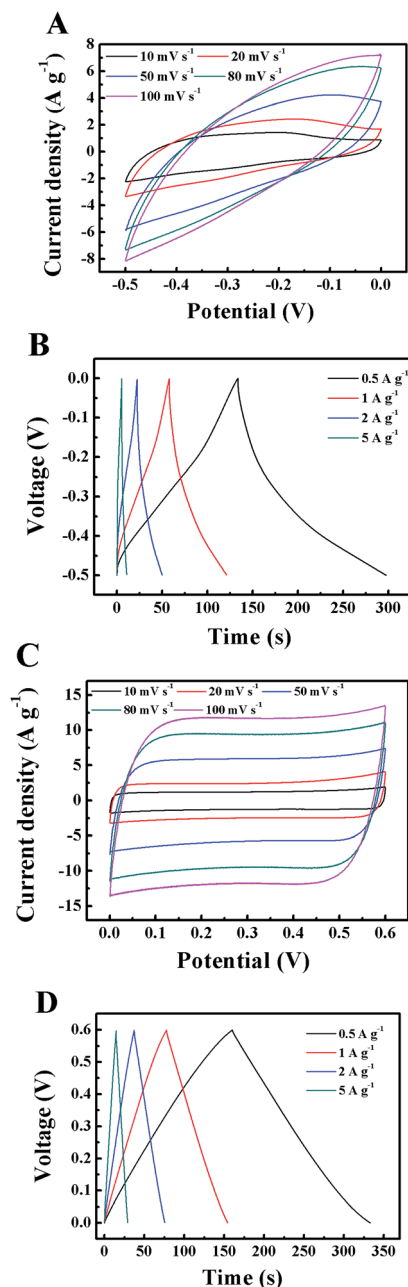 A
10 mV s⁻¹ 20 mV s⁻¹
50 mV s⁻¹ 80 mV s⁻¹
100 mV s⁻¹
8
6
4
2
0
-2
-4
-6
-8
Current density (A g⁻¹)
-0.5 -0.4 -0.3 -0.2 -0.1 0.0
Potential (V)
B
0.5 A g⁻¹
1 A g⁻¹
2 A g⁻¹
5 A g⁻¹
0.0
-0.1
-0.2
-0.3
-0.4
-0.5
Voltage (V)
0 50 100 150 200 250 300
Time (s)
C
10 mV s⁻¹ 20 mV s⁻¹ 50 mV s⁻¹
80 mV s⁻¹ 100 mV s⁻¹
15
10
5
0
-5
-10
-15
Current density (A g⁻¹)
0.0 0.1 0.2 0.3 0.4 0.5 0.6
Potential (V)
D
0.5 A g⁻¹
1 A g⁻¹
2 A g⁻¹
5 A g⁻¹
0.6
0.5
0.4
0.3
0.2
0.1
0.0
Voltage (V)
0 50 100 150 200 250 300 350
Time (s)